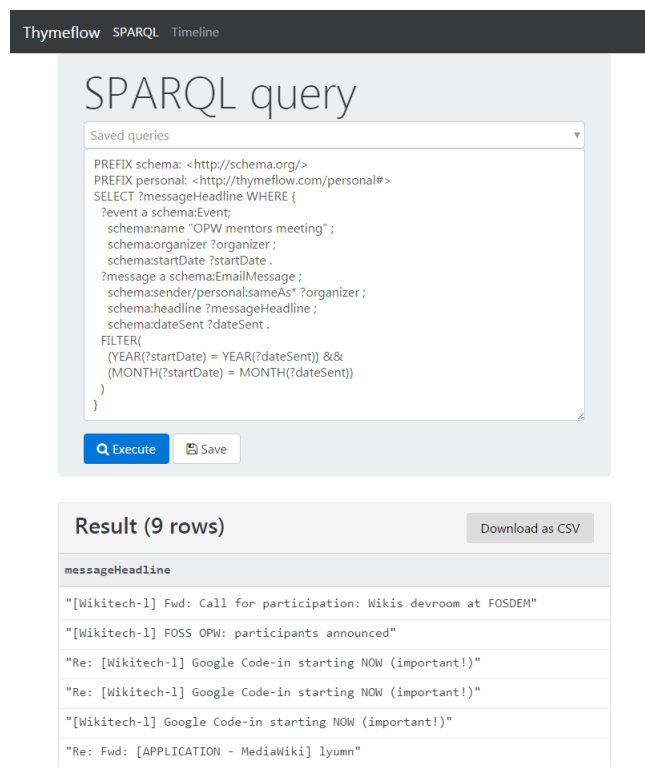 Thymeflow SPARQL Timeline
SPARQL query
Saved queries
PREFIX schema: <http://schema.org/>
PREFIX personal: <http://thymeflow.com/personal#>
SELECT ?messageHeadline WHERE {
?event a schema:Event;
schema:name "OPW mentors meeting" ;
schema:organizer ?organizer ;
schema:startDate ?startDate .
?message a schema:EmailMessage ;
schema:sender/personal:sameAs* ?organizer ;
schema:headline ?messageHeadline ;
schema:dateSent ?dateSent .
FILTER(
(YEAR(?startDate) = YEAR(?dateSent)) &&
(MONTH(?startDate) = MONTH(?dateSent))
)
}
Execute Save
Result (9 rows) Download as CSV
messageHeadline
"[Wikitech-l] Fwd: Call for participation: Wikis devroom at FOSDEM"
"[Wikitech-l] FOSS OPW: participants announced"
"Re: [Wikitech-l] Google Code-in starting NOW (important!)"
"Re: [Wikitech-l] Google Code-in starting NOW (important!)"
"[Wikitech-l] Google Code-in starting NOW (important!)"
"Re: Fwd: [APPLICATION - MediaWiki] lyumn"